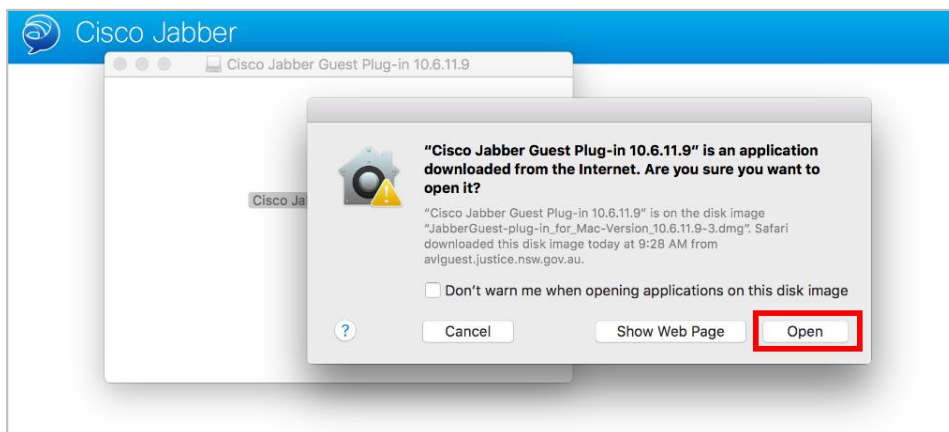 Cisco Jabber
Cisco Jabber Guest Plug-in 10.6.11.9
Cisco Ja
“Cisco Jabber Guest Plug-in 10.6.11.9” is an application
downloaded from the Internet. Are you sure you want to
open it?
“Cisco Jabber Guest Plug-in 10.6.11.9” is on the disk image
“JabberGuest-plug-in_for_Mac-Version_10.6.11.9-3.dmg”. Safari
downloaded this disk image today at 9:28 AM from
avlguest.justice.nsw.gov.au.
Don’t warn me when opening applications on this disk image
? Cancel Show Web Page Open